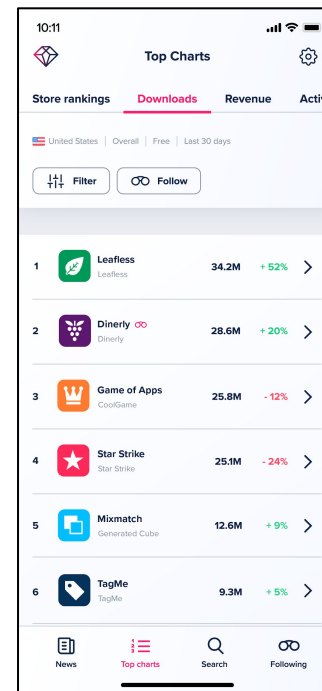 10:11
Top Charts
Store rankings Downloads Revenue Activ
United States | Overall | Free | Last 30 days
Filter Follow
1 Leafless 34.2M + 52%
Leafless
2 Dinerly 28.6M + 20%
Dinerly
3 Game of Apps 25.8M - 12%
CoolGame
4 Star Strike 25.1M - 24%
Star Strike
5 Mixmatch 12.6M + 9%
Generated Cube
6 TagMe 9.3M + 5%
TagMe
News Top charts Search Following